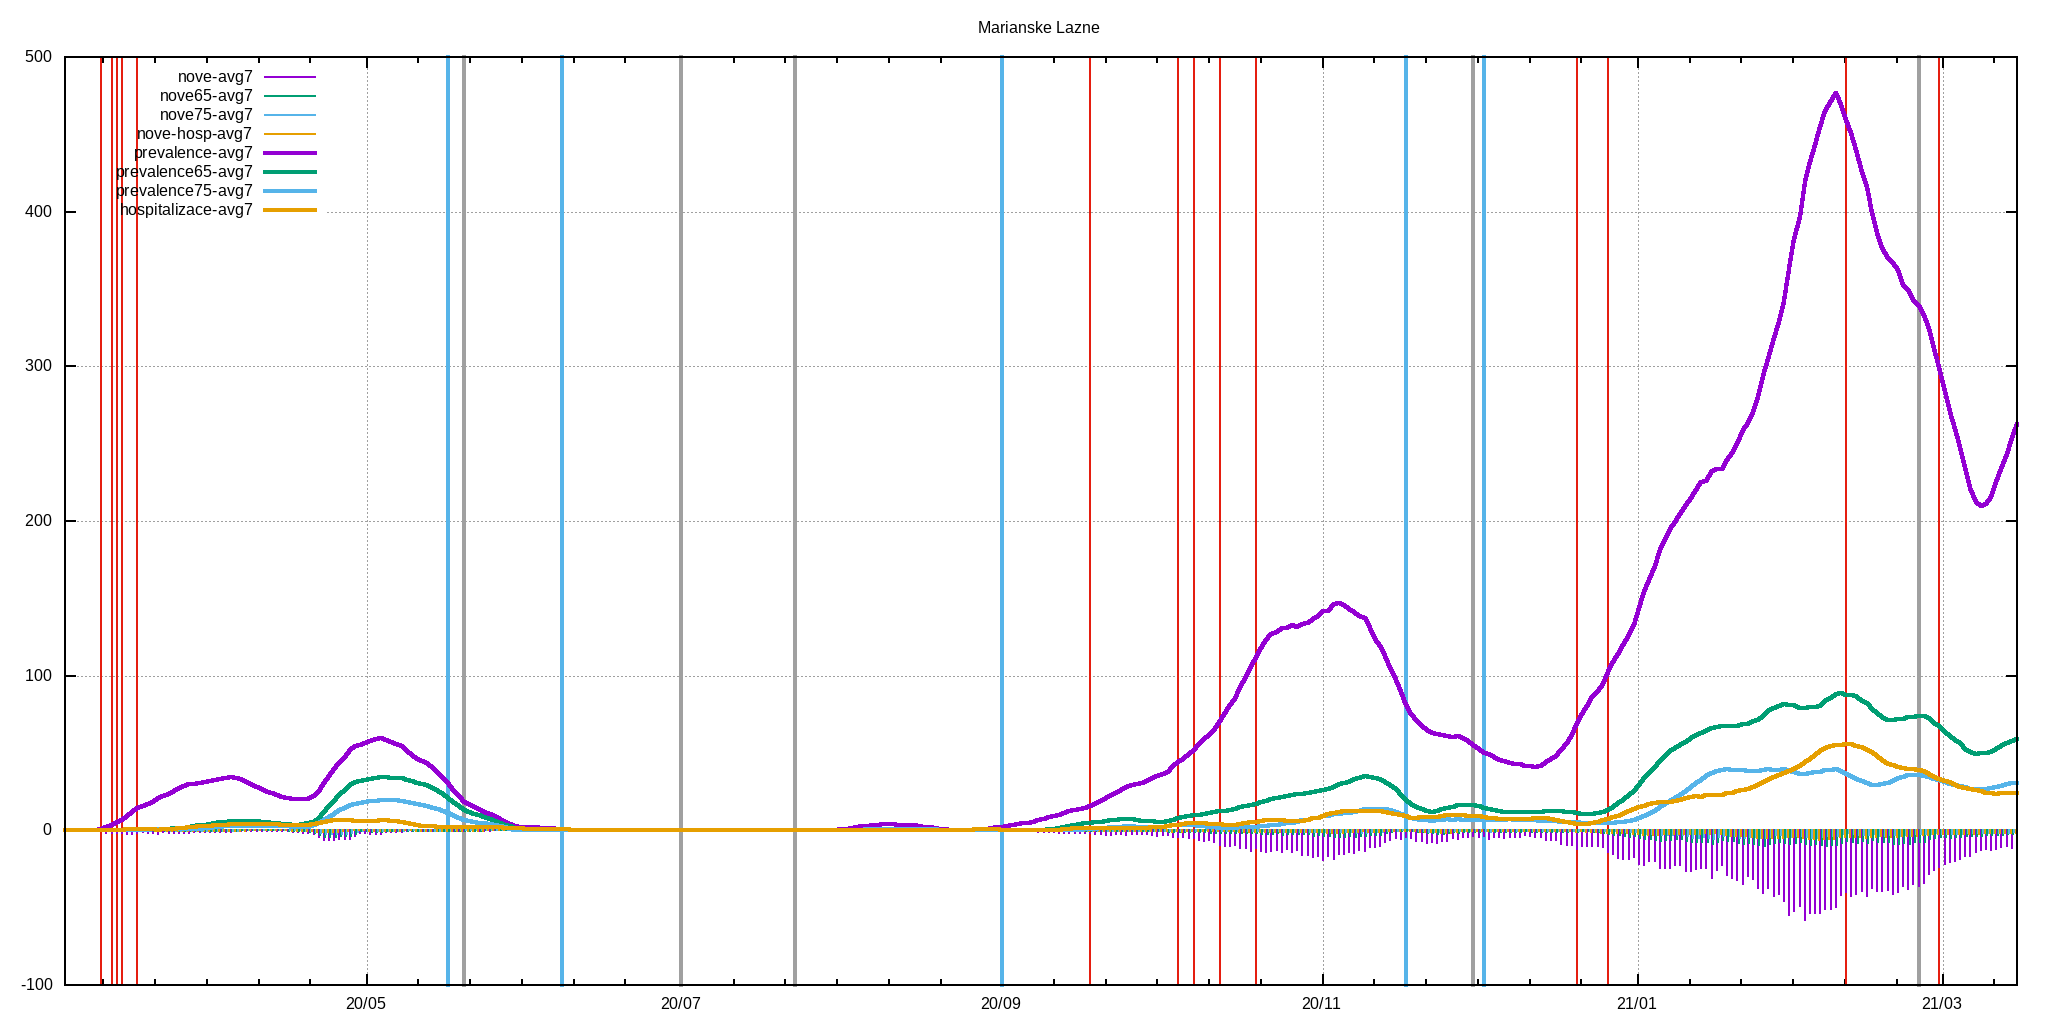 Marianske Lazne
500
400
300
200
100
0
-100
nove-avg7
nove65-avg7
nove75-avg7
nove-hosp-avg7
prevalence-avg7
prevalence65-avg7
prevalence75-avg7
hospitalizace-avg7
20/05
20/07
20/09
20/11
21/01
21/03